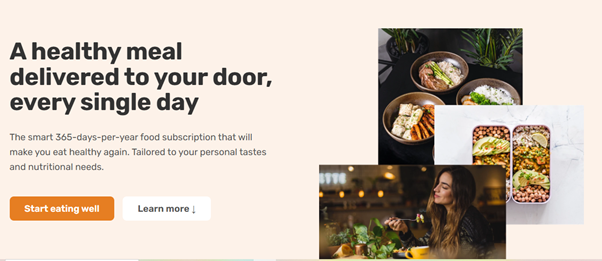 A healthy meal
delivered to your door,
every single day
The smart 365-days-per-year food subscription that will
make you eat healthy again. Tailored to your personal tastes
and nutritional needs.
Start eating well
Learn more ↓